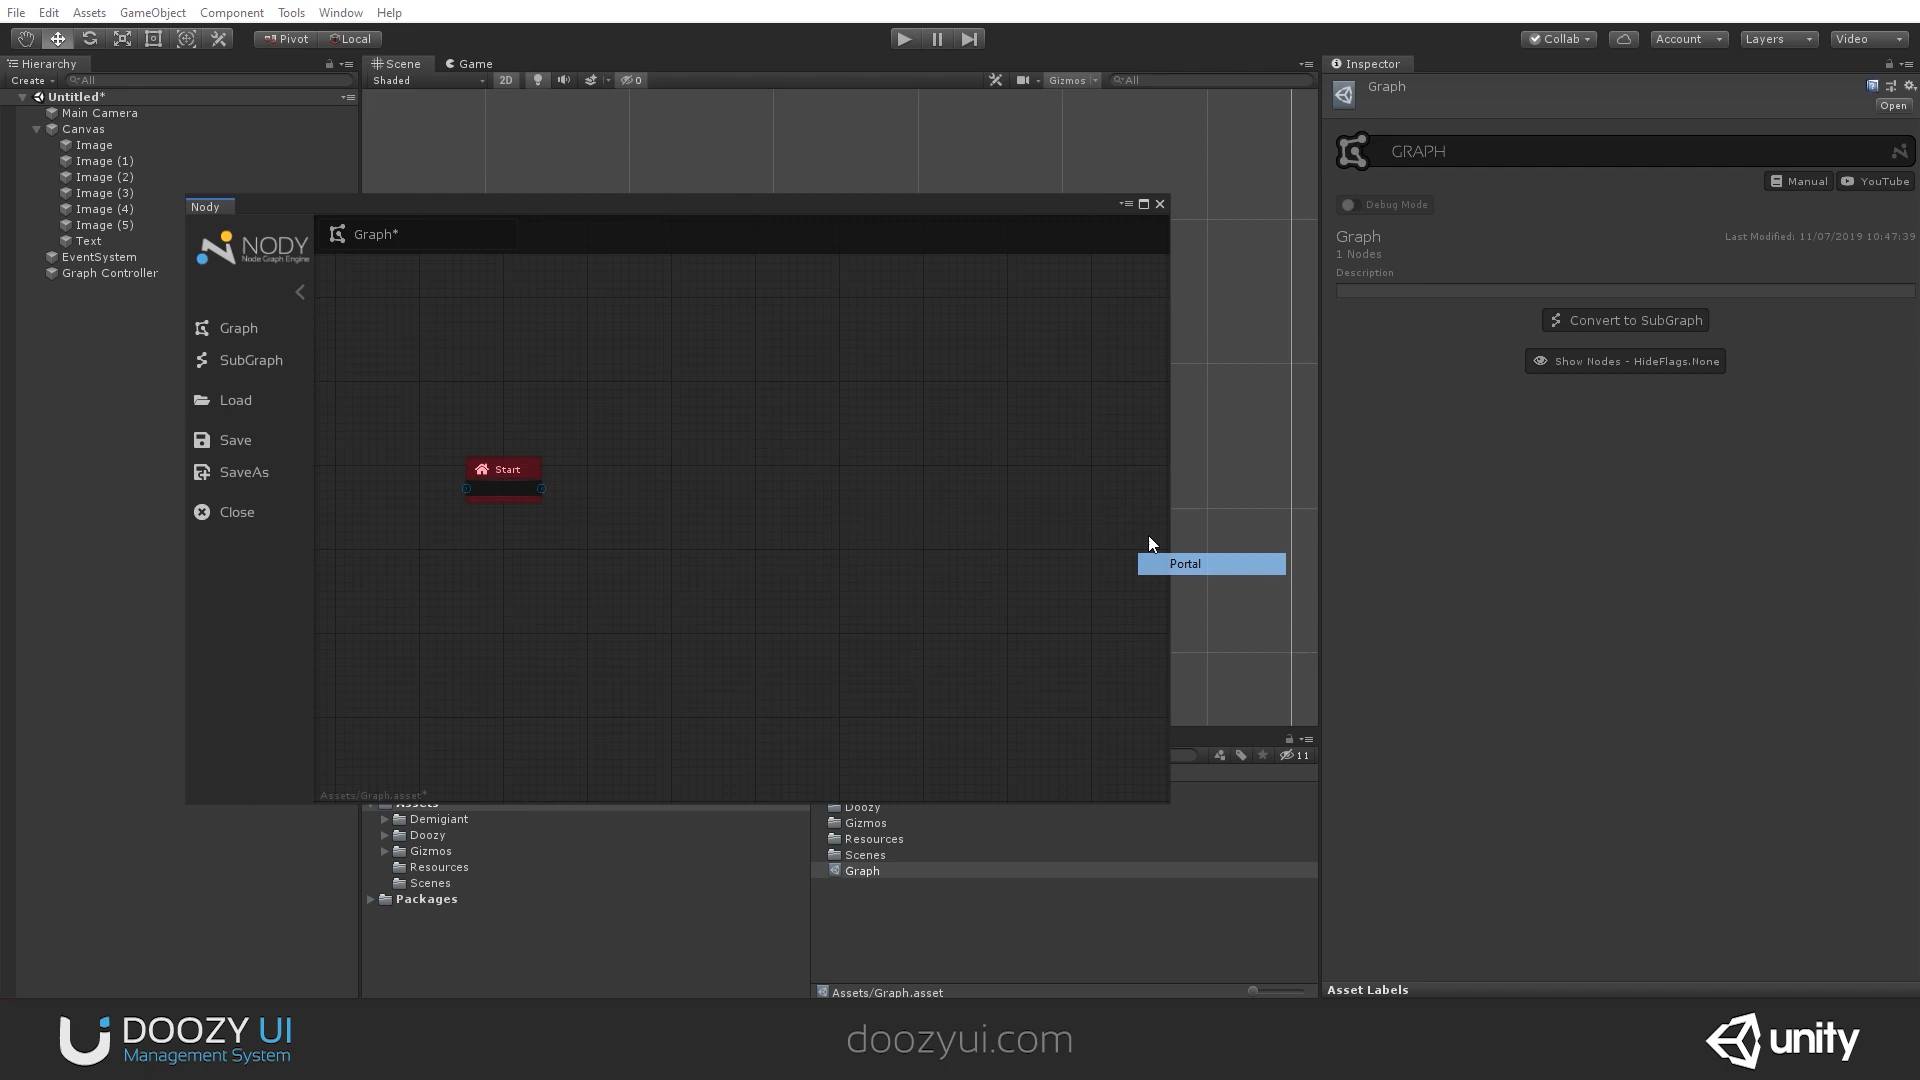 File Edit Assets GameObject Component Tools Window Help
Pivot Local
Collab Account Layers Video
Hierarchy
Create All
Untitled*
Main Camera
Canvas
Image
Image (1)
Image (2)
Image (3)
Image (4)
Image (5)
Text
EventSystem
Graph Controller
Scene Game
Shaded 2D 0 Gizmos All
Nody
NODY
Node Graph Engine
Graph
SubGraph
Load
Save
SaveAs
Close
Graph*
Start
Assets/Graph.asset*
Portal
Inspector
Graph
Open
GRAPH
Manual YouTube
Debug Mode
Graph
Last Modified: 11/07/2019 10:47:39
1 Nodes
Description
Convert to SubGraph
Show Nodes - HideFlags.None
11
Assets
Demigiant
Doozy
Gizmos
Resources
Scenes
Packages
Doozy
Gizmos
Resources
Scenes
Graph
Assets/Graph.asset
Asset Labels
DOOZY UI
Management System
doozyui.com
unity